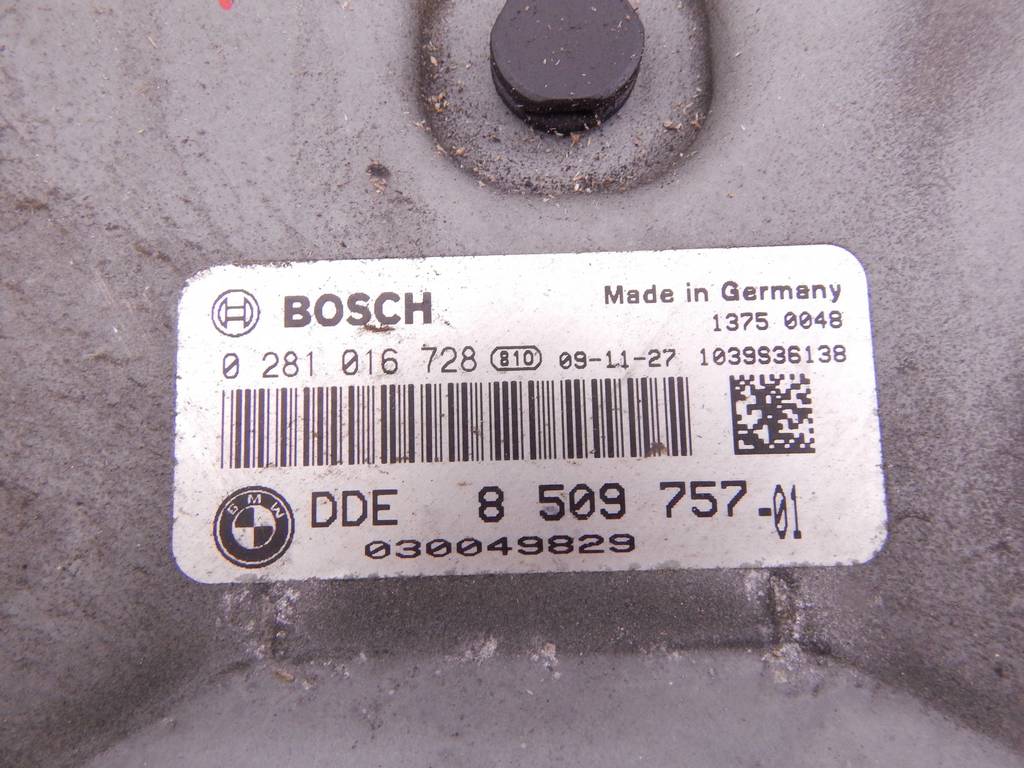 BOSCH Made in Germany
1375 0048
0 281 016 728 810 09-11-27 1039S36138
BMW DDE 8 509 757-01
030049829